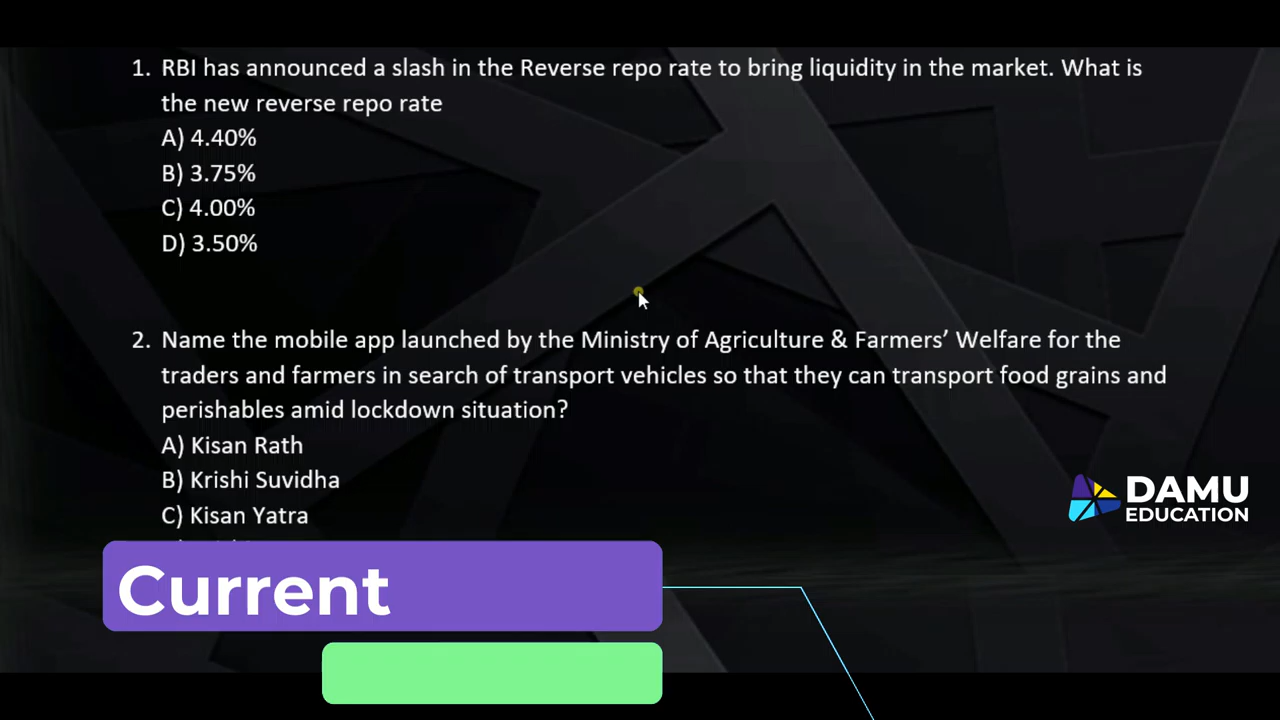 1. RBI has announced a slash in the Reverse repo rate to bring liquidity in the market. What is
the new reverse repo rate
A) 4.40%
B) 3.75%
C) 4.00%
D) 3.50%
2. Name the mobile app launched by the Ministry of Agriculture & Farmers’ Welfare for the
traders and farmers in search of transport vehicles so that they can transport food grains and
perishables amid lockdown situation?
A) Kisan Rath
B) Krishi Suvidha
C) Kisan Yatra
DAMU
EDUCATION
Current